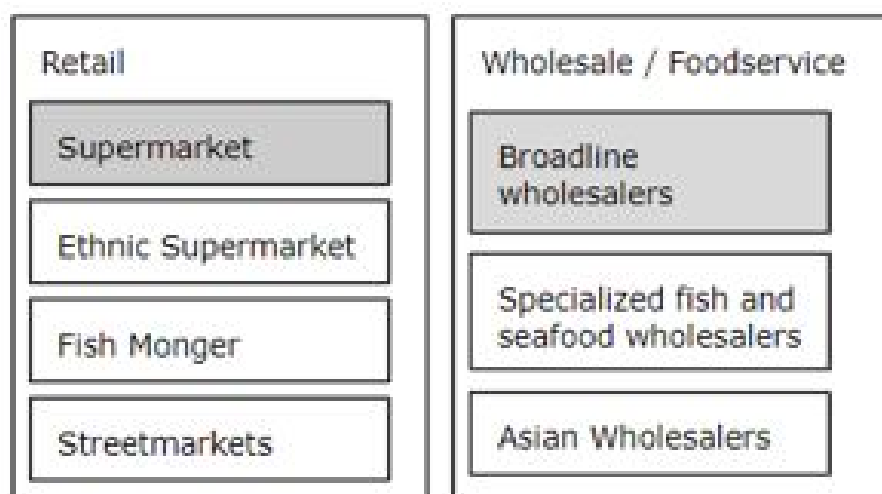 Retail
Supermarket
Ethnic Supermarket
Fish Monger
Streetmarkets
Wholesale / Foodservice
Broadline
wholesalers
Specialized fish and
seafood wholesalers
Asian Wholesalers